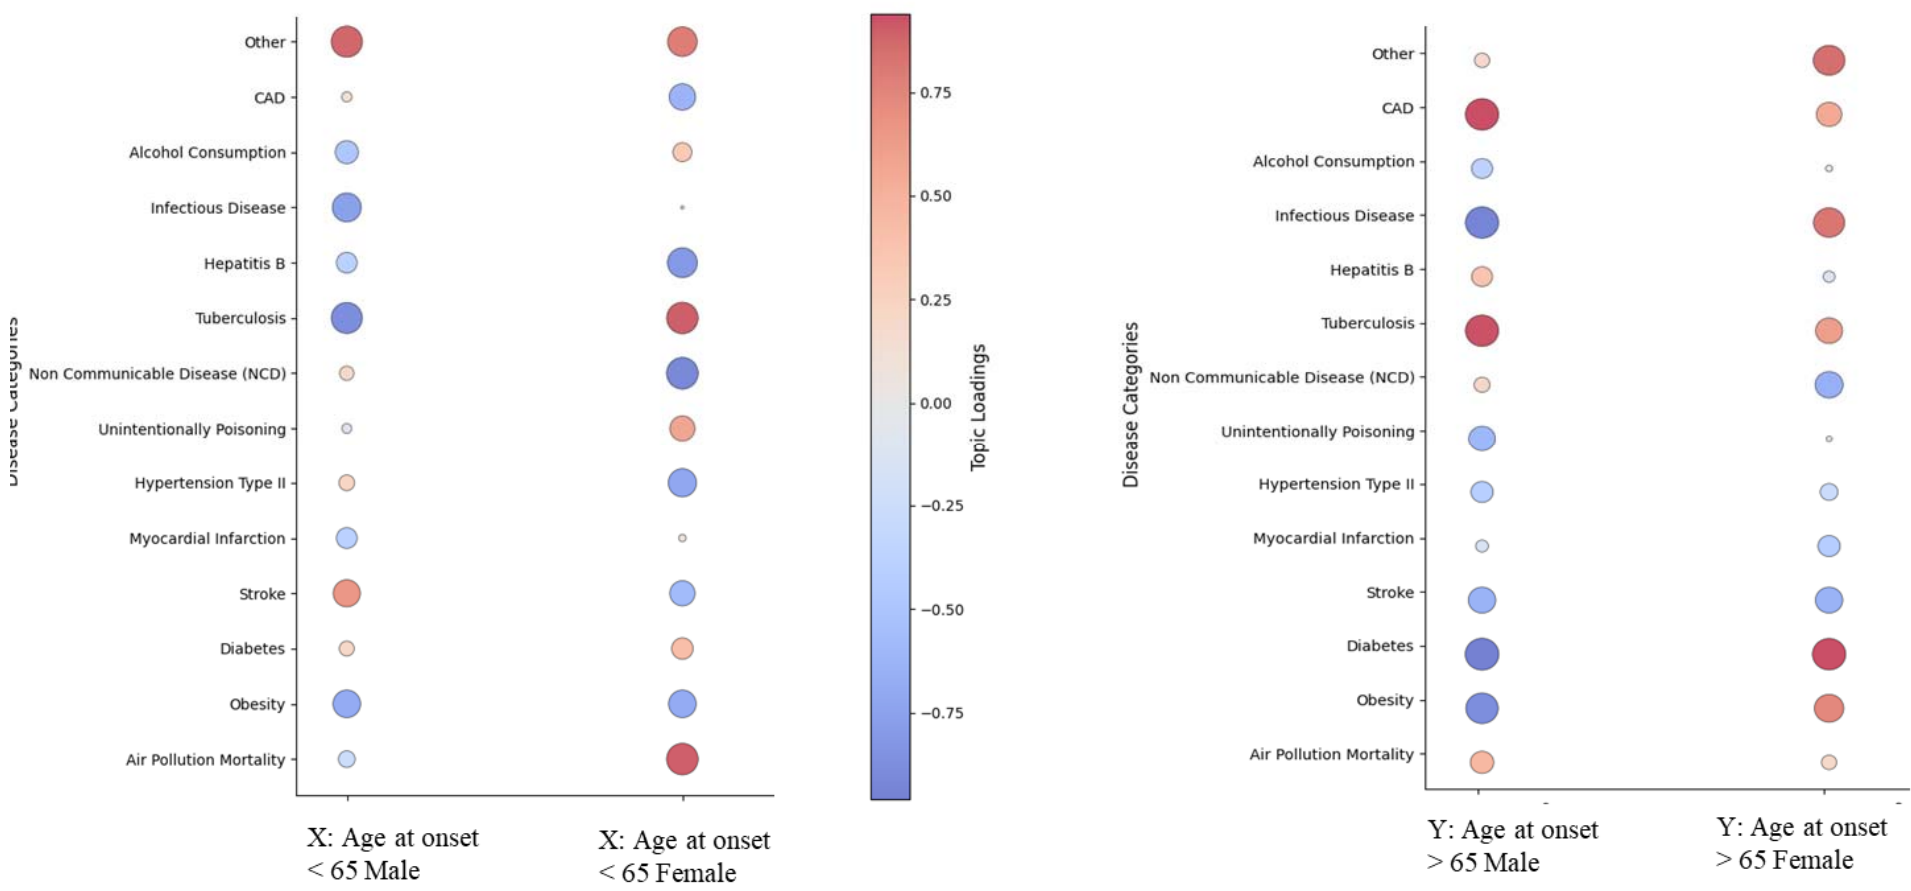 Other
CAD
Alcohol Consumption
Infectious Disease
Hepatitis B
Tuberculosis
Non Communicable Disease (NCD)
Unintentionally Poisoning
Hypertension Type II
Myocardial Infarction
Stroke
Diabetes
Obesity
Air Pollution Mortality
Disease Categories
X: Age at onset
< 65 Male
X: Age at onset
< 65 Female
0.75
0.50
0.25
0.00
−0.25
−0.50
−0.75
Topic Loadings
Disease Categories
Other
CAD
Alcohol Consumption
Infectious Disease
Hepatitis B
Tuberculosis
Non Communicable Disease (NCD)
Unintentionally Poisoning
Hypertension Type II
Myocardial Infarction
Stroke
Diabetes
Obesity
Air Pollution Mortality
Y: Age at onset
> 65 Male
Y: Age at onset
> 65 Female